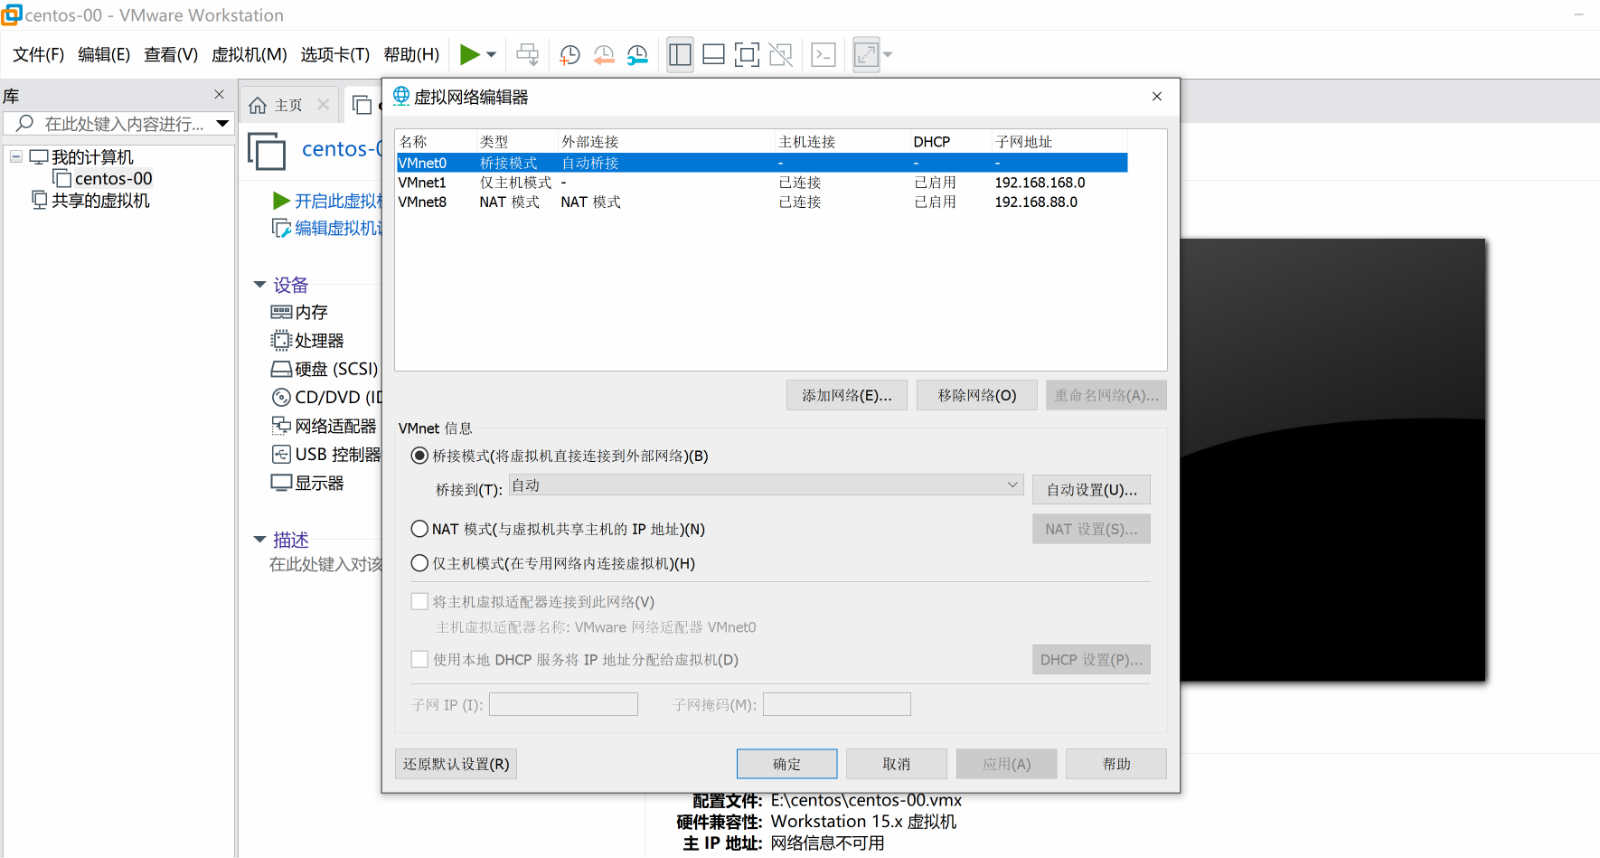 centos-00 - VMware Workstation
文件(F) 编辑(E) 查看(V) 虚拟机(M) 选项卡(T) 帮助(H)
库
在此处键入内容进行...
我的计算机
centos-00
共享的虚拟机
主页
centos-0
开启此虚拟
编辑虚拟机
设备
内存
处理器
硬盘 (SCSI)
CD/DVD (ID
网络适配器
USB 控制器
显示器
描述
在此处键入对该
虚拟网络编辑器
名称 类型 外部连接 主机连接 DHCP 子网地址
VMnet0 桥接模式 自动桥接 - - -
VMnet1 仅主机模式 - 已连接 已启用 192.168.168.0
VMnet8 NAT 模式 NAT 模式 已连接 已启用 192.168.88.0
添加网络(E)... 移除网络(O) 重命名网络(A)...
VMnet 信息
桥接模式(将虚拟机直接连接到外部网络)(B)
桥接到(T): 自动 自动设置(U)...
NAT 模式(与虚拟机共享主机的 IP 地址)(N) NAT 设置(S)...
仅主机模式(在专用网络内连接虚拟机)(H)
将主机虚拟适配器连接到此网络(V)
主机虚拟适配器名称: VMware 网络适配器 VMnet0
使用本地 DHCP 服务将 IP 地址分配给虚拟机(D) DHCP 设置(P)...
子网 IP (I): 子网掩码(M):
还原默认设置(R) 确定 取消 应用(A) 帮助
配置文件: E:\centos\centos-00.vmx
硬件兼容性: Workstation 15.x 虚拟机
主 IP 地址: 网络信息不可用